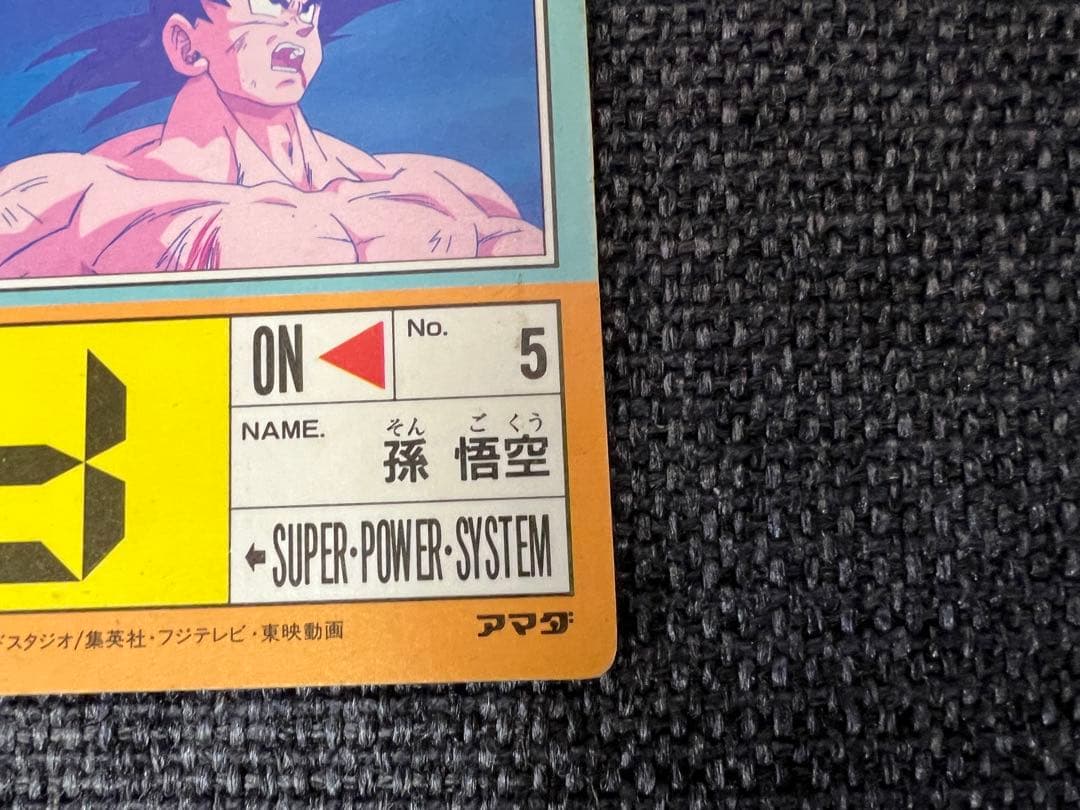 ON
No. 5
NAME.
そん ご くう
孫 悟空
SUPER・POWER・SYSTEM
ドスタジオ/集英社・フジテレビ・東映動画
アマダ